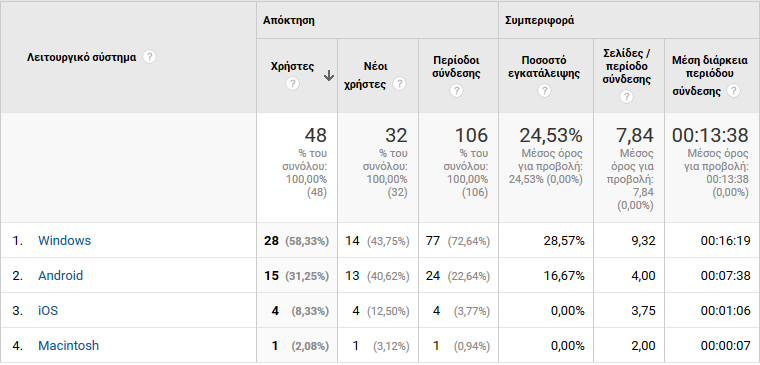 Απόκτηση Συμπεριφορά
Λειτουργικό σύστημα ?
Χρήστες ?
Νέοι
χρήστες ?
Περίοδοι
σύνδεσης
?
Ποσοστό
εγκατάλειψης
?
Σελίδες /
περίοδο
σύνδεσης
?
Μέση διάρκεια
περιόδου
σύνδεσης ?
48
% του
συνόλου:
100,00%
(48)
32
% του
συνόλου:
100,00%
(32)
106
% του
συνόλου:
100,00%
(106)
24,53%
Μέσος όρος
για προβολή:
24,53% (0,00%)
7,84
Μέσος
όρος για
προβολή:
7,84
(0,00%)
00:13:38
Μέσος όρος
για προβολή:
00:13:38
(0,00%)
1. Windows 28 (58,33%) 14 (43,75%) 77 (72,64%) 28,57% 9,32 00:16:19
2. Android 15 (31,25%) 13 (40,62%) 24 (22,64%) 16,67% 4,00 00:07:38
3. iOS 4 (8,33%) 4 (12,50%) 4 (3,77%) 0,00% 3,75 00:01:06
4. Macintosh 1 (2,08%) 1 (3,12%) 1 (0,94%) 0,00% 2,00 00:00:07